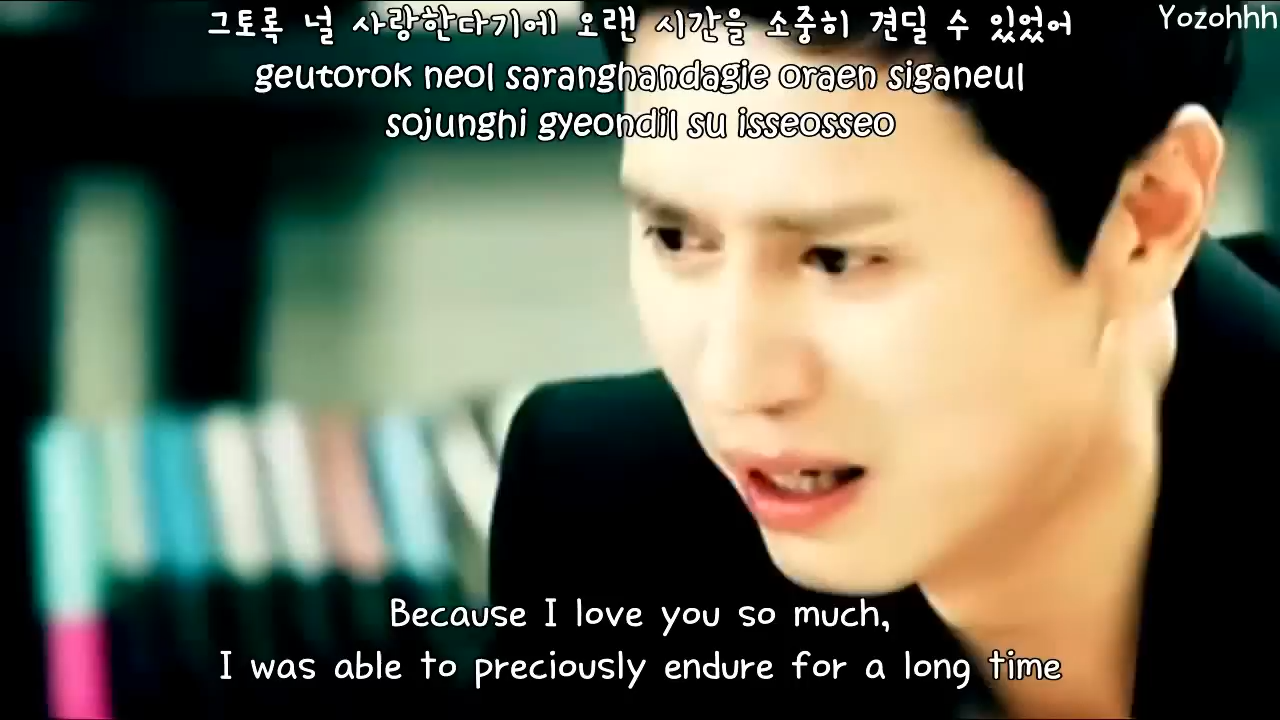 그토록 널 사랑한다기에 오랜 시간을 소중히 견딜 수 있었어
Yozohhh
geutorok neol saranghandagie oraen siganeul
sojunghi gyeondil su isseosseo
Because I love you so much,
I was able to preciously endure for a long time